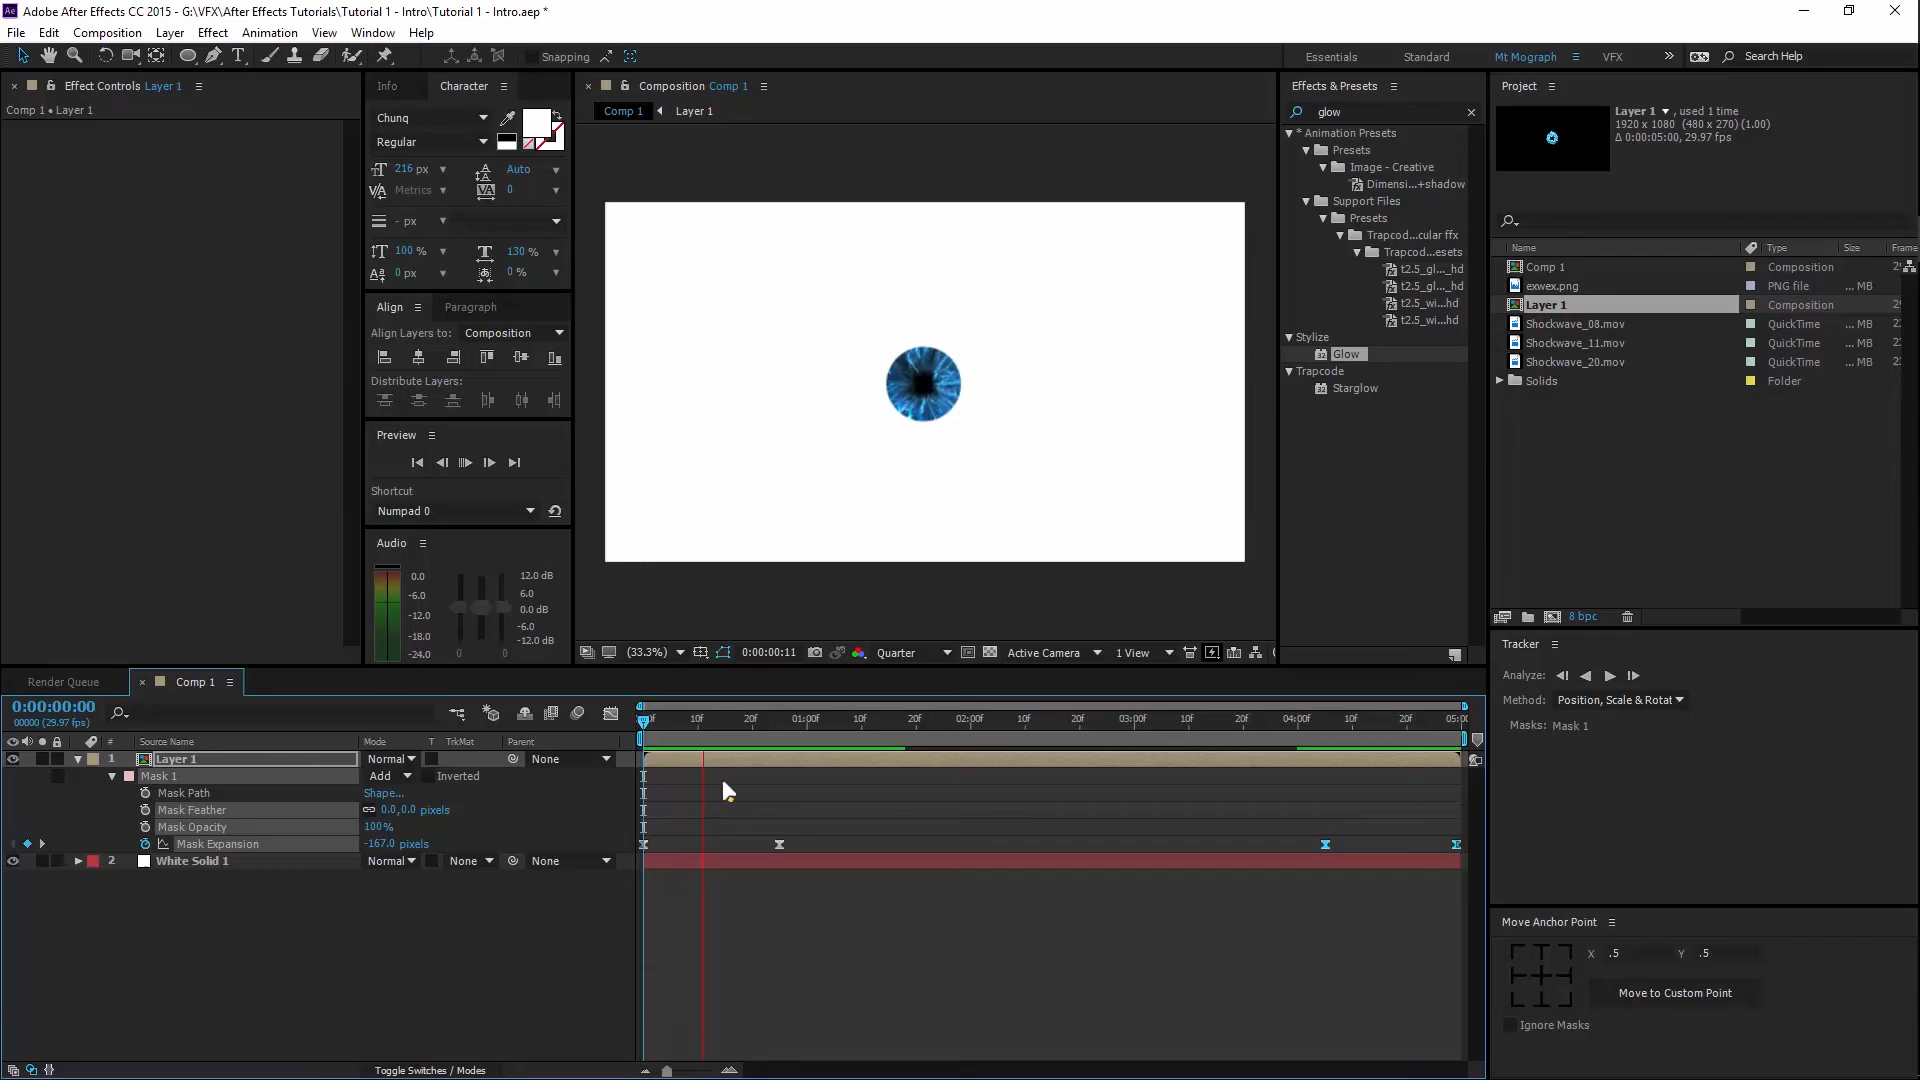 Adobe After Effects CC 2015 - G:\VFX\After Effects Tutorials\Tutorial 1 - Intro\Tutorial 1 - Intro.aep *
File Edit Composition Layer Effect Animation View Window Help
Snapping
Essentials Standard Mt Mograph VFX Search Help
Effect Controls Layer 1
Comp 1 • Layer 1
Info Character
Chunq
Regular
216 px Auto
Metrics 0
- px
100 % 130 %
0 px 0 %
Align Paragraph
Align Layers to: Composition
Distribute Layers:
Preview
Shortcut
Numpad 0
Audio
0.0 12.0 dB
-6.0 6.0
-12.0 0.0 dB
-18.0 -6.0
-24.0 0 0 -12.0 dB
Composition Comp 1
Comp 1 Layer 1
(33.3%) 0:00:00:11 Quarter Active Camera 1 View
Effects & Presets
glow
* Animation Presets
Presets
Image - Creative
Dimensi...+shadow
Support Files
Presets
Trapcod...cular ffx
Trapcod...esets
t2.5_gl..._hd
t2.5_gl..._hd
t2.5_wi...hd
t2.5_wi...hd
Stylize
32 Glow
Trapcode
32 Starglow
Project
Layer 1 , used 1 time
1920 x 1080 (480 x 270) (1.00)
Δ 0:00:05:00, 29.97 fps
Name Type Size Frame
Comp 1 Composition
exwex.png PNG file ... MB
Layer 1 Composition
Shockwave_08.mov QuickTime ... MB
Shockwave_11.mov QuickTime ... MB
Shockwave_20.mov QuickTime ... MB
Solids Folder
8 bpc
Tracker
Analyze:
Method: Position, Scale & Rotat
Masks: Mask 1
Move Anchor Point
X .5 Y .5
Move to Custom Point
Ignore Masks
Render Queue Comp 1
0:00:00:00
00000 (29.97 fps)
10f 20f 01:00f 10f 20f 02:00f 10f 20f 03:00f 10f 20f 04:00f 10f 20f 05:00
# Source Name Mode T TrkMat Parent
1 Layer 1 Normal None
Mask 1 Add Inverted
Mask Path Shape...
Mask Feather 0.0,0.0 pixels
Mask Opacity 100%
Mask Expansion -167.0 pixels
2 White Solid 1 Normal None None
Toggle Switches / Modes